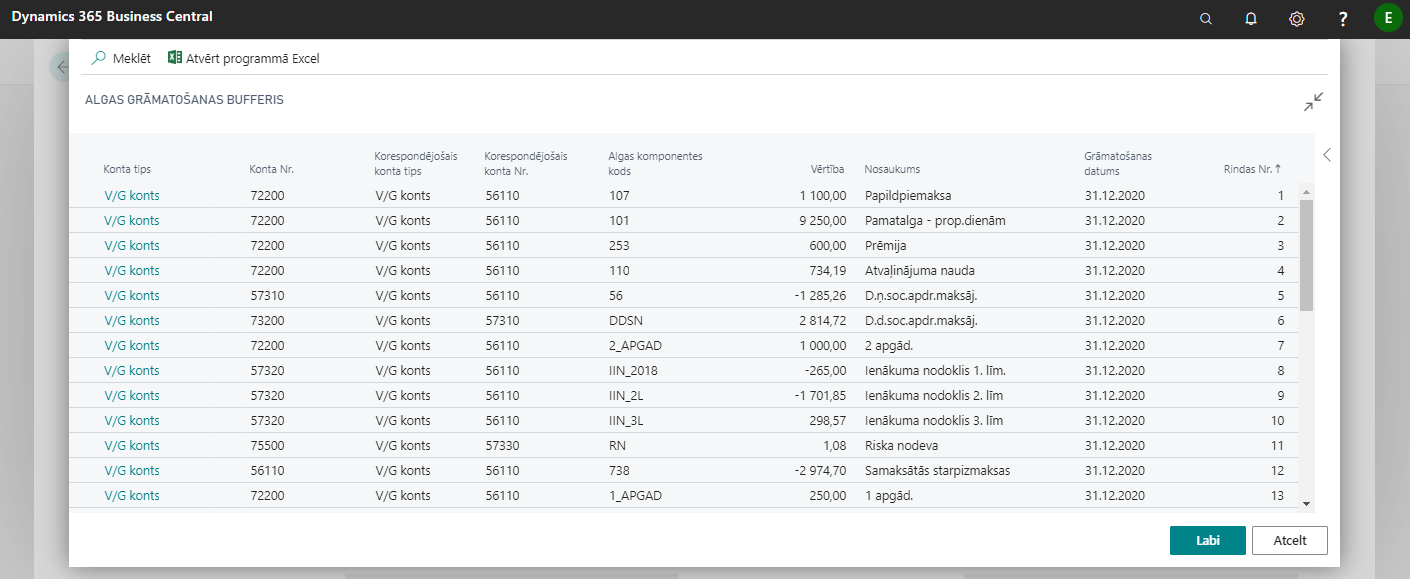 Dynamics 365 Business Central
?
E
Meklēt Atvērt programmā Excel
ALGAS GRĀMATOŠANAS BUFFERIS
Konta tips Konta Nr. Korespondējošais konta tips Korespondējošais konta Nr. Algas komponentes kods Vērtība Nosaukums Grāmatošanas datums Rindas Nr.↑
V/G konts 72200 V/G konts 56110 107 1 100,00 Papildpiemaksa 31.12.2020 1
V/G konts 72200 V/G konts 56110 101 9 250,00 Pamatalga - prop.dienām 31.12.2020 2
V/G konts 72200 V/G konts 56110 253 600,00 Prēmija 31.12.2020 3
V/G konts 72200 V/G konts 56110 110 734,19 Atvaļinājuma nauda 31.12.2020 4
V/G konts 57310 V/G konts 56110 56 -1 285,26 D.ņ.soc.apdr.maksāj. 31.12.2020 5
V/G konts 73200 V/G konts 57310 DDSN 2 814,72 D.d.soc.apdr.maksāj. 31.12.2020 6
V/G konts 72200 V/G konts 56110 2_APGAD 1 000,00 2 apgād. 31.12.2020 7
V/G konts 57320 V/G konts 56110 IIN_2018 -265,00 Ienākuma nodoklis 1. līm. 31.12.2020 8
V/G konts 57320 V/G konts 56110 IIN_2L -1 701,85 Ienākuma nodoklis 2. līm 31.12.2020 9
V/G konts 57320 V/G konts 56110 IIN_3L 298,57 Ienākuma nodoklis 3. līm 31.12.2020 10
V/G konts 75500 V/G konts 57330 RN 1,08 Riska nodeva 31.12.2020 11
V/G konts 56110 V/G konts 56110 738 -2 974,70 Samaksātās starpizmaksas 31.12.2020 12
V/G konts 72200 V/G konts 56110 1_APGAD 250,00 1 apgād. 31.12.2020 13
Labi Atcelt